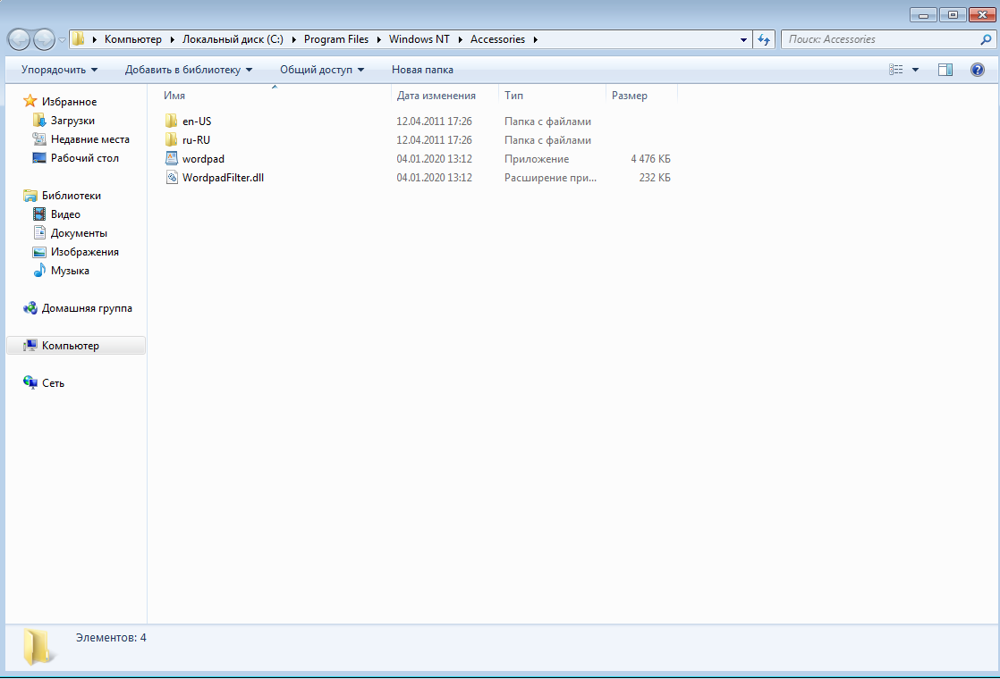 Компьютер Локальный диск (C:) Program Files Windows NT Accessories
Поиск: Accessories
Упорядочить Добавить в библиотеку Общий доступ Новая папка
Избранное
Загрузки
Недавние места
Рабочий стол
Библиотеки
Видео
Документы
Изображения
Музыка
Домашняя группа
Компьютер
Сеть
Имя Дата изменения Тип Размер
en-US 12.04.2011 17:26 Папка с файлами
ru-RU 12.04.2011 17:26 Папка с файлами
wordpad 04.01.2020 13:12 Приложение 4 476 КБ
WordpadFilter.dll 04.01.2020 13:12 Расширение при... 232 КБ
Элементов: 4